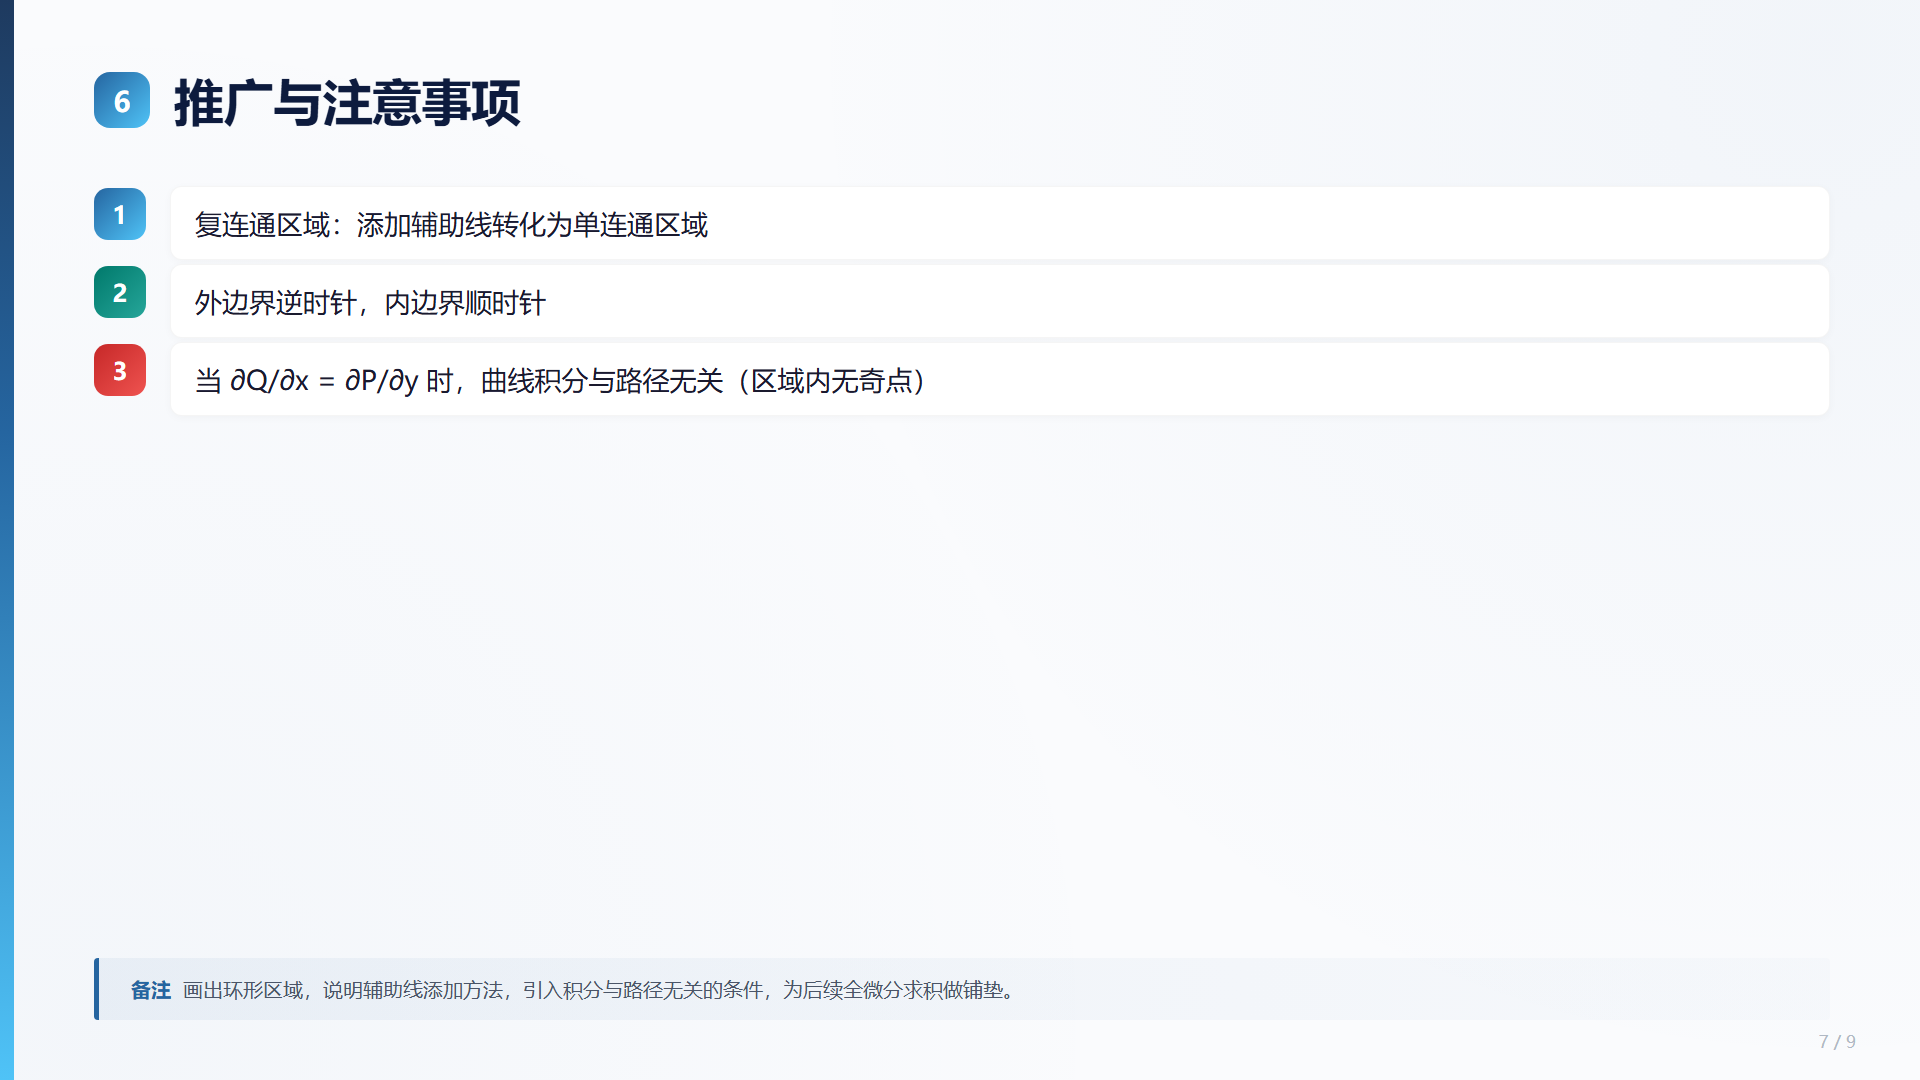 6 推广与注意事项
1 复连通区域：添加辅助线转化为单连通区域
2 外边界逆时针，内边界顺时针
3 当 ∂Q/∂x = ∂P/∂y 时，曲线积分与路径无关（区域内无奇点）
备注 画出环形区域，说明辅助线添加方法，引入积分与路径无关的条件，为后续全微分求积做铺垫。
7 / 9